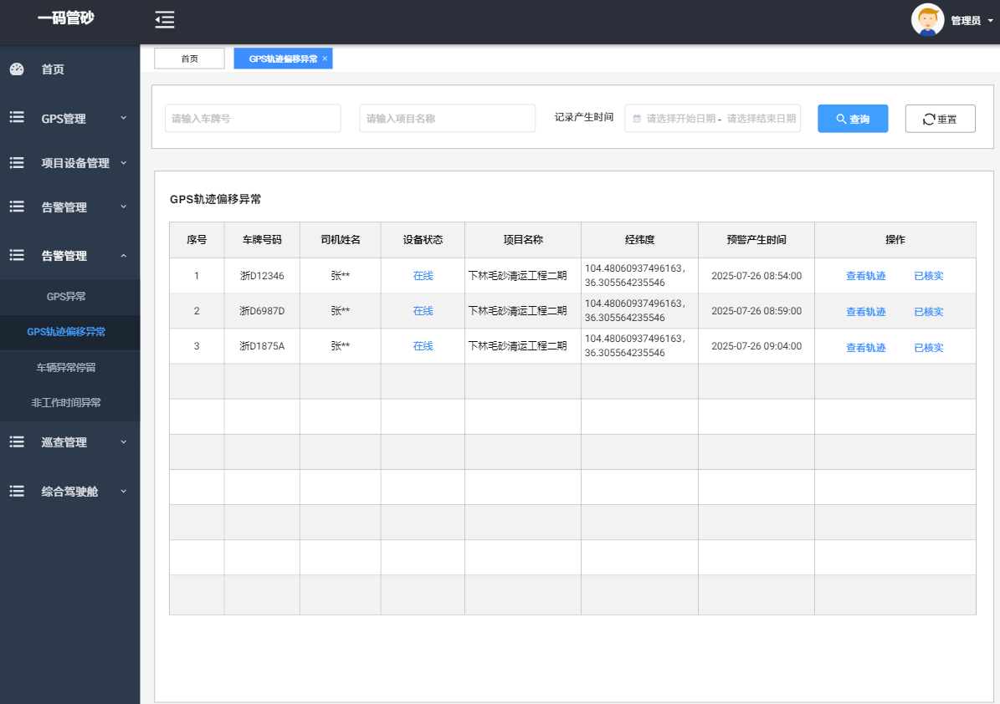 一码管砂
管理员
首页
GPS管理
项目设备管理
告警管理
告警管理
GPS异常
GPS轨迹偏移异常
车辆异常停留
非工作时间异常
巡查管理
综合驾驶舱
首页 GPS轨迹偏移异常 ×
请输入车牌号 请输入项目名称 记录产生时间 请选择开始日期 - 请选择结束日期 查询 重置
GPS轨迹偏移异常
序号 车牌号码 司机姓名 设备状态 项目名称 经纬度 预警产生时间 操作
1 浙D12346 张** 在线 下林毛砂清运工程二期 104.48060937496163, 2025-07-26 08:54:00 查看轨迹 已核实
36.305564235546
2 浙D6987D 张** 在线 下林毛砂清运工程二期 104.48060937496163, 2025-07-26 08:59:00 查看轨迹 已核实
36.305564235546
3 浙D1875A 张** 在线 下林毛砂清运工程二期 104.48060937496163, 2025-07-26 09:04:00 查看轨迹 已核实
36.305564235546